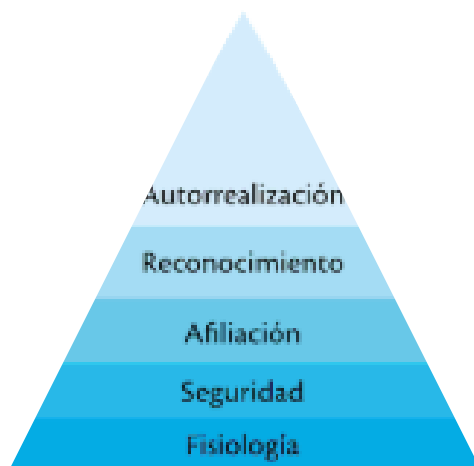 Autorrealización
Reconocimiento
Afiliación
Seguridad
Fisiología